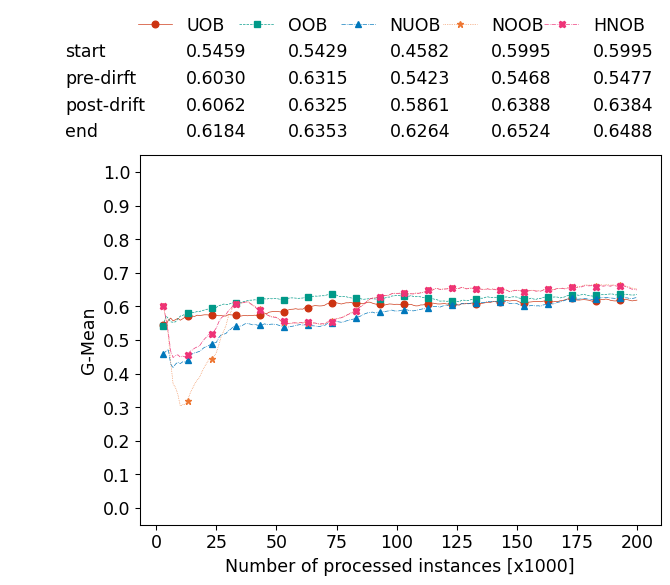 UOB OOB NUOB NOOB HNOB
start 0.5459 0.5429 0.4582 0.5995 0.5995
pre-dirft 0.6030 0.6315 0.5423 0.5468 0.5477
post-drift 0.6062 0.6325 0.5861 0.6388 0.6384
end 0.6184 0.6353 0.6264 0.6524 0.6488
1.0
0.9
0.8
0.7
0.6
0.5
0.4
0.3
0.2
0.1
0.0
G-Mean
0 25 50 75 100 125 150 175 200
Number of processed instances [x1000]